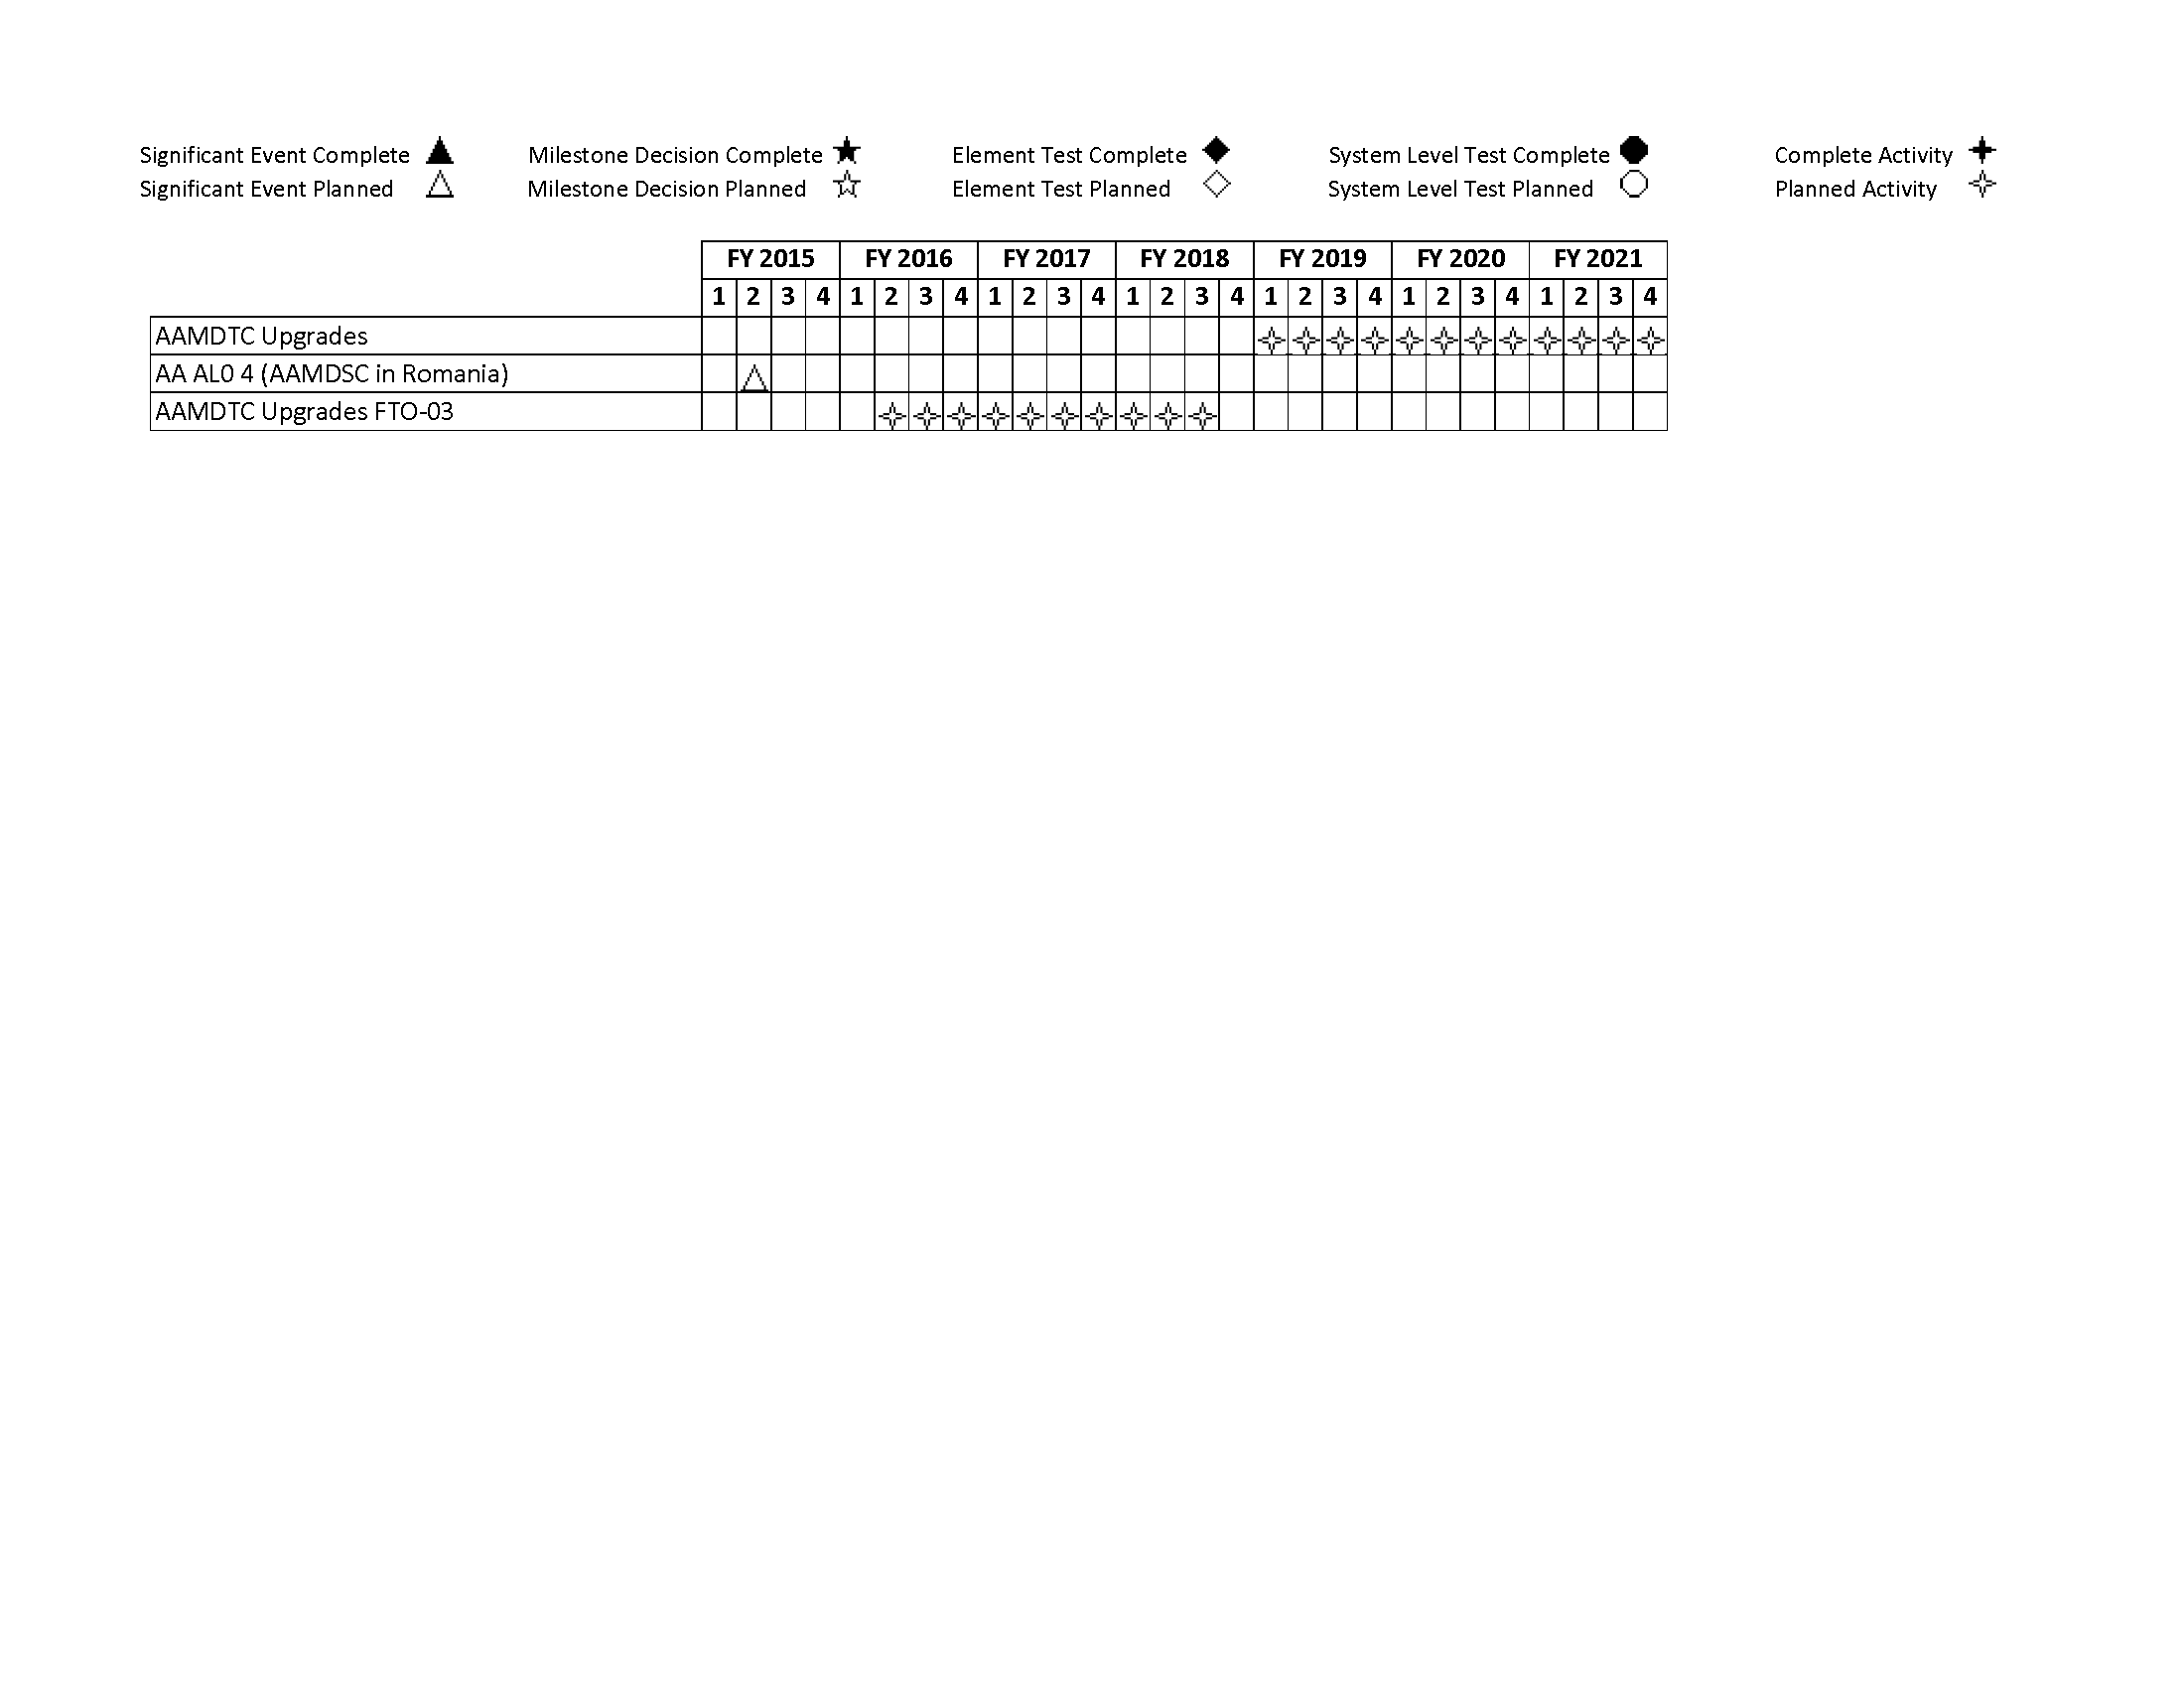 Significant Event Complete Milestone Decision Complete Element Test Complete System Level Test Complete Complete Activity
Significant Event Planned Milestone Decision Planned Element Test Planned System Level Test Planned Planned Activity
FY 2015 FY 2016 FY 2017 FY 2018 FY 2019 FY 2020 FY 2021
1 2 3 4 1 2 3 4 1 2 3 4 1 2 3 4 1 2 3 4 1 2 3 4 1 2 3 4
AAMDTC Upgrades
AA AL0 4 (AAMDSC in Romania)
AAMDTC Upgrades FTO-03